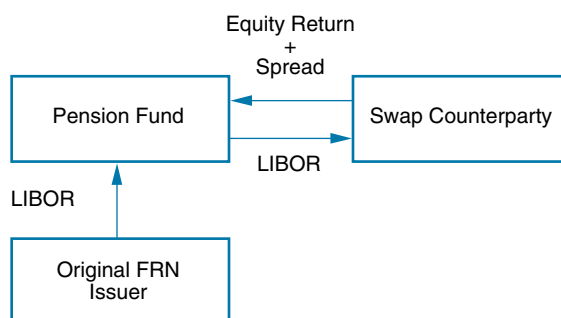 Equity Return
+
Spread
Pension Fund
Swap Counterparty
LIBOR
LIBOR
Original FRN
Issuer